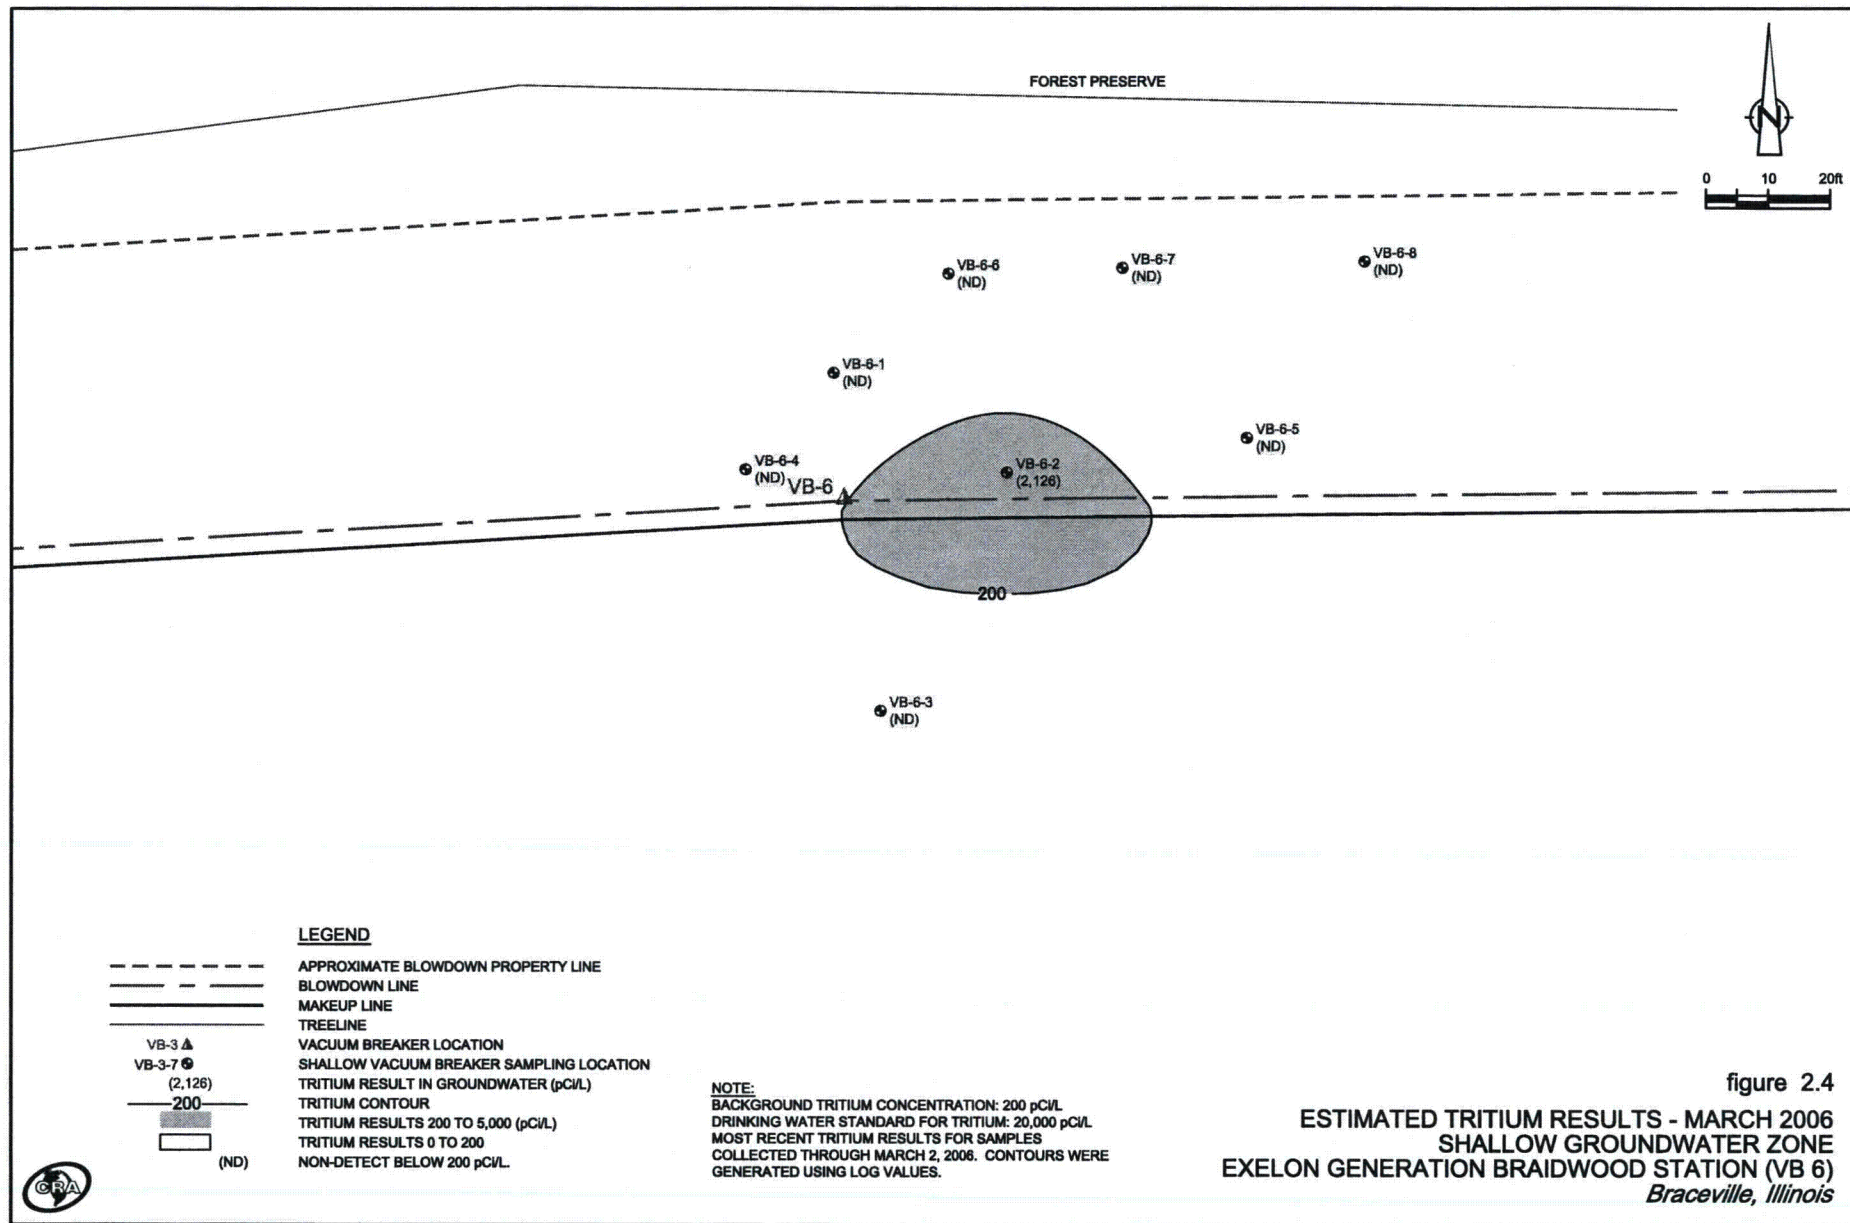 FOREST PRESERVE
N
0 10 20ft
VB-6-6
(ND)
VB-6-7
(ND)
VB-6-8
(ND)
VB-6-1
(ND)
VB-6-5
(ND)
VB-6-4
(ND)
VB-6
VB-6-2
(2,126)
200
VB-6-3
(ND)
LEGEND
APPROXIMATE BLOWDOWN PROPERTY LINE
BLOWDOWN LINE
MAKEUP LINE
TREELINE
VB-3 VACUUM BREAKER LOCATION
VB-3-7 SHALLOW VACUUM BREAKER SAMPLING LOCATION
(2,126) TRITIUM RESULT IN GROUNDWATER (pCi/L)
200 TRITIUM CONTOUR
TRITIUM RESULTS 200 TO 5,000 (pCi/L)
TRITIUM RESULTS 0 TO 200
(ND) NON-DETECT BELOW 200 pCi/L.
NOTE:
BACKGROUND TRITIUM CONCENTRATION: 200 pCi/L
DRINKING WATER STANDARD FOR TRITIUM: 20,000 pCi/L
MOST RECENT TRITIUM RESULTS FOR SAMPLES
COLLECTED THROUGH MARCH 2, 2006. CONTOURS WERE
GENERATED USING LOG VALUES.
figure 2.4
ESTIMATED TRITIUM RESULTS - MARCH 2006
SHALLOW GROUNDWATER ZONE
EXELON GENERATION BRAIDWOOD STATION (VB 6)
Braceville, Illinois
CRA